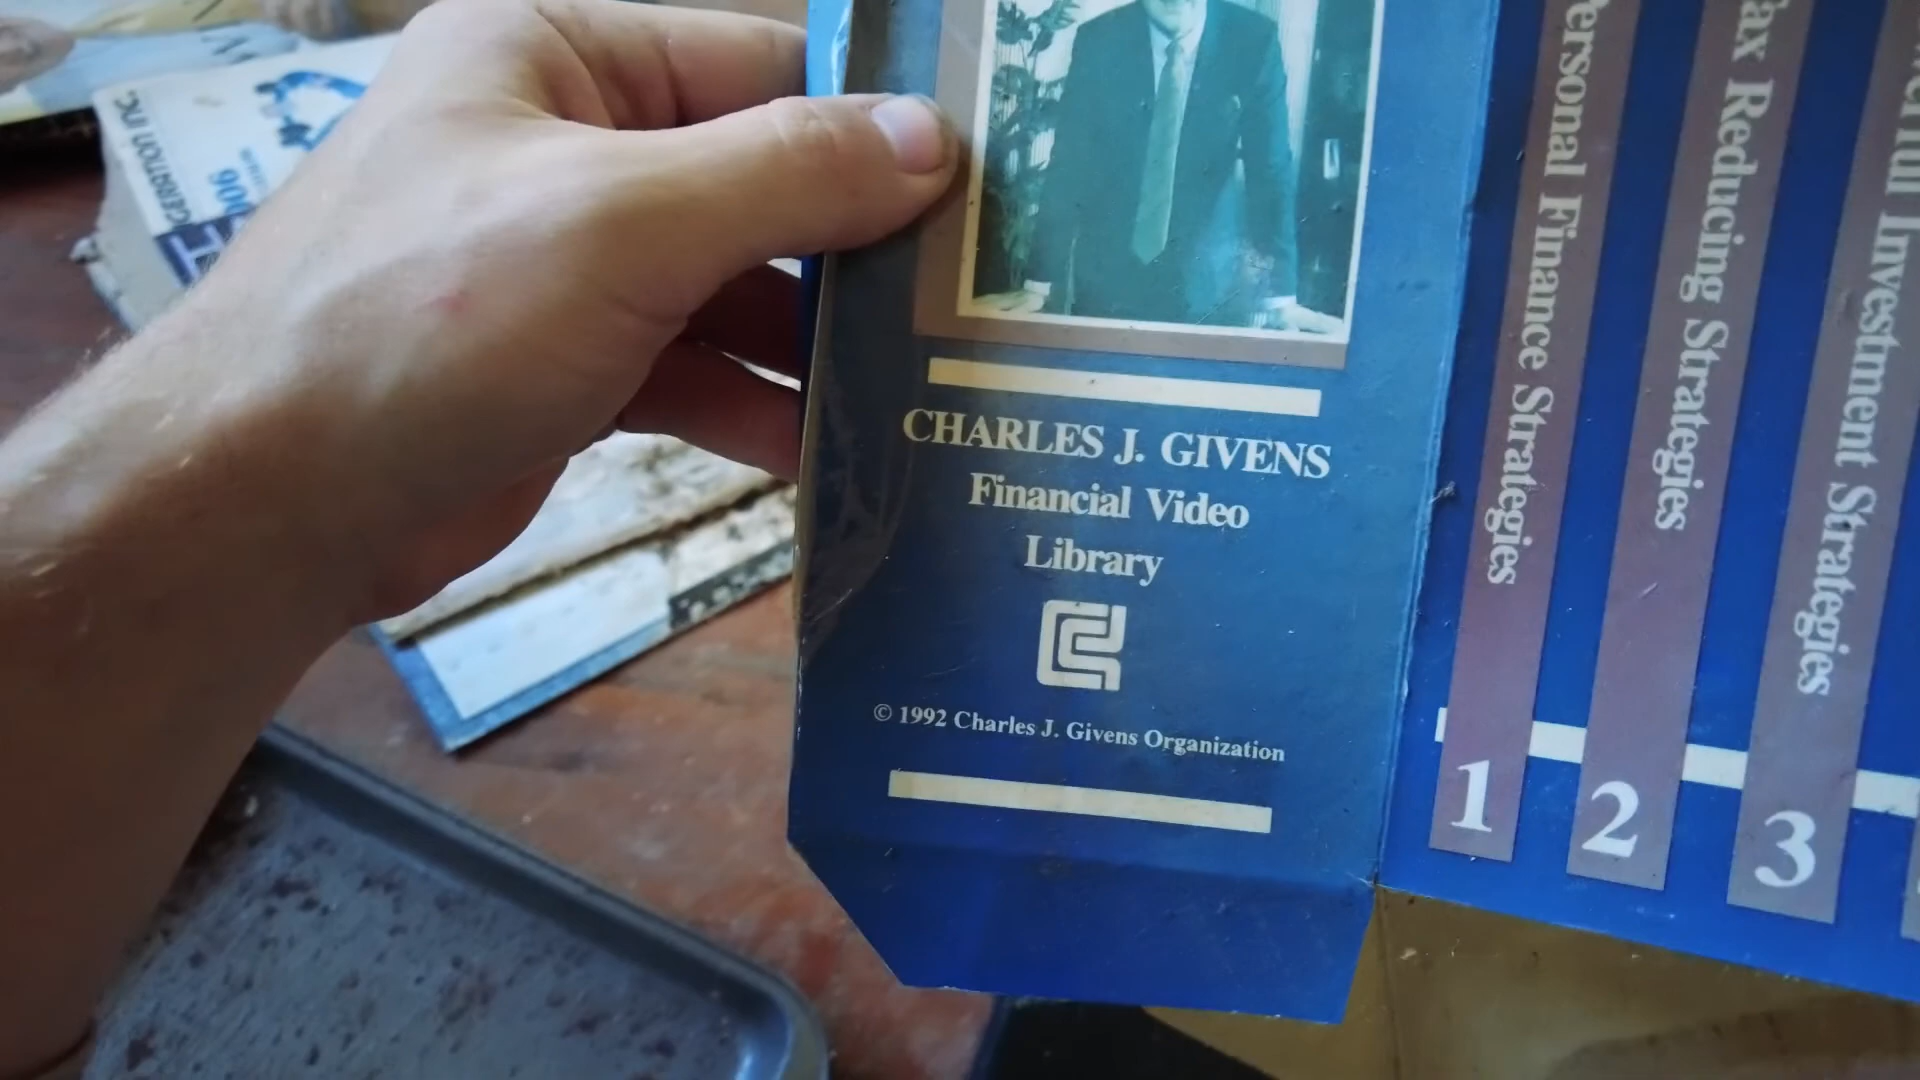 CHARLES J. GIVENS
Financial Video
Library
© 1992 Charles J. Givens Organization
Personal Finance Strategies
1
Tax Reducing Strategies
2
Investment Strategies
3